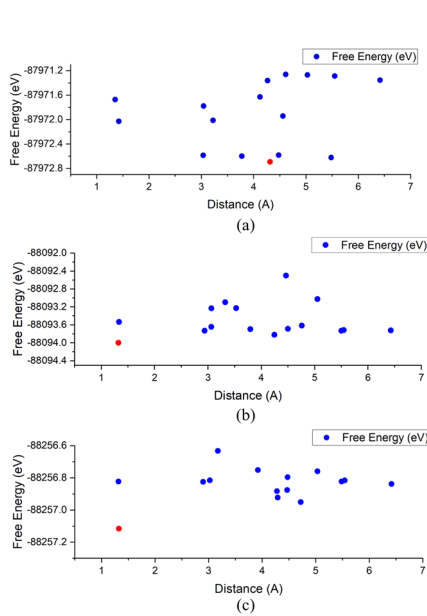 Free Energy (eV)
-87971.2
-87971.6
-87972.0
-87972.4
-87972.8
Free Energy (eV)
1 2 3 4 5 6 7
Distance (A)
(a)
Free Energy (eV)
-88092.0
-88092.4
-88092.8
-88093.2
-88093.6
-88094.0
-88094.4
Free Energy (eV)
1 2 3 4 5 6 7
Distance (A)
(b)
Free Energy (eV)
-88256.6
-88256.8
-88257.0
-88257.2
Free Energy (eV)
1 2 3 4 5 6 7
Distance (A)
(c)